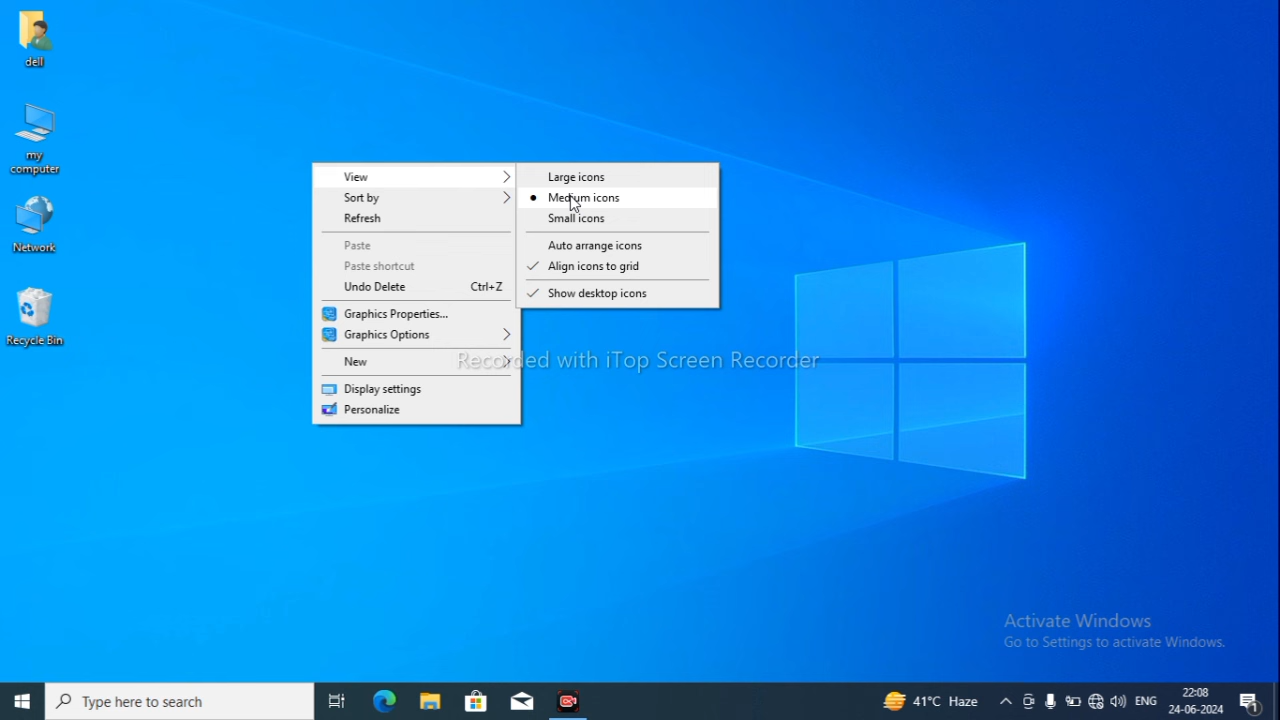 dell
my
computer
Network
Recycle Bin
View
Sort by
Refresh
Paste
Paste shortcut
Undo Delete Ctrl+Z
Graphics Properties...
Graphics Options
New
Display settings
Personalize
Large icons
Medium icons
Small icons
Auto arrange icons
Align icons to grid
Show desktop icons
Recorded with iTop Screen Recorder
Activate Windows
Go to Settings to activate Windows.
Type here to search
41°C Haze
ENG
22:08
24-06-2024
1